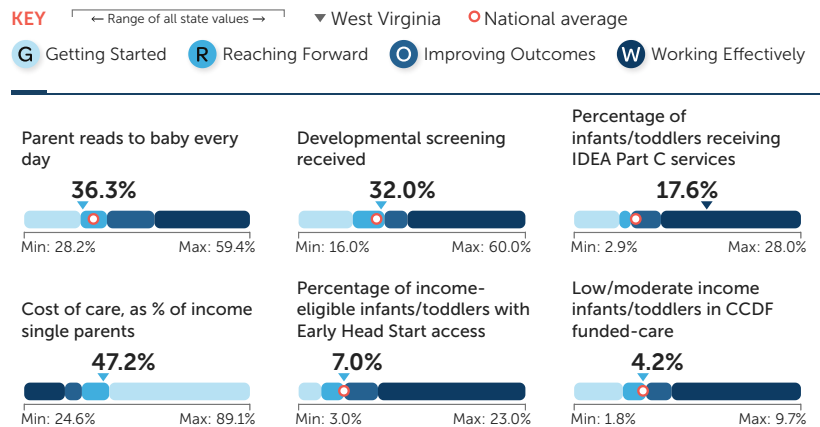 KEY
← Range of all state values →
West Virginia
National average
G Getting Started
R Reaching Forward
O Improving Outcomes
W Working Effectively
Parent reads to baby every
day
36.3%
Min: 28.2%
Max: 59.4%
Developmental screening
received
32.0%
Min: 16.0%
Max: 60.0%
Percentage of
infants/toddlers receiving
IDEA Part C services
17.6%
Min: 2.9%
Max: 28.0%
Cost of care, as % of income
single parents
47.2%
Min: 24.6%
Max: 89.1%
Percentage of income-
eligible infants/toddlers with
Early Head Start access
7.0%
Min: 3.0%
Max: 23.0%
Low/moderate income
infants/toddlers in CCDF
funded-care
4.2%
Min: 1.8%
Max: 9.7%